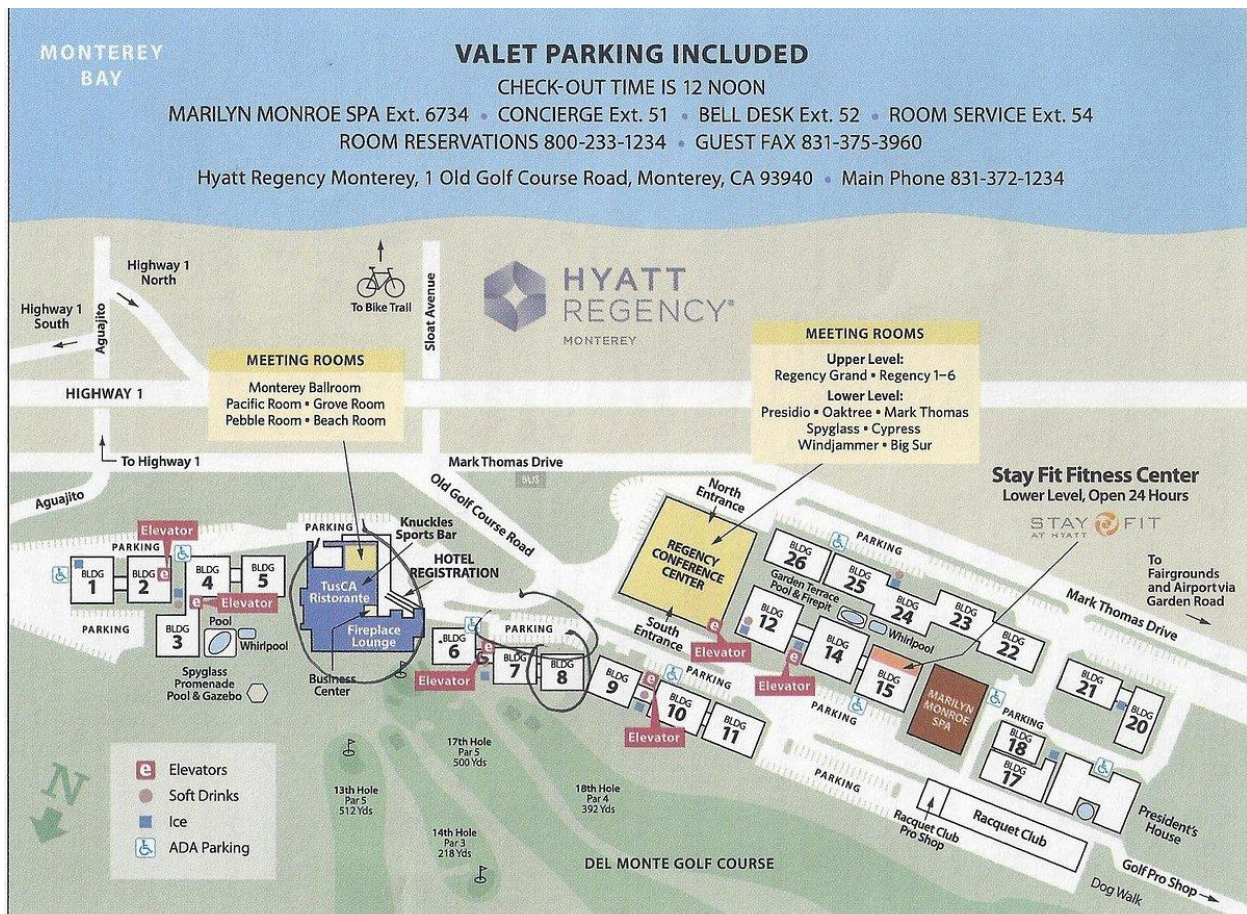 MONTEREY
BAY
VALET PARKING INCLUDED
CHECK-OUT TIME IS 12 NOON
MARILYN MONROE SPA Ext. 6734 • CONCIERGE Ext. 51 • BELL DESK Ext. 52 • ROOM SERVICE Ext. 54
ROOM RESERVATIONS 800-233-1234 • GUEST FAX 831-375-3960
Hyatt Regency Monterey, 1 Old Golf Course Road, Monterey, CA 93940 • Main Phone 831-372-1234
Highway 1
North
Highway 1
South
Aguajito
To Bike Trail
Sloat Avenue
HYATT
REGENCY®
MONTEREY
HIGHWAY 1
MEETING ROOMS
Monterey Ballroom
Pacific Room • Grove Room
Pebble Room • Beach Room
MEETING ROOMS
Upper Level:
Regency Grand • Regency 1–6
Lower Level:
Presidio • Oaktree • Mark Thomas
Spyglass • Cypress
Windjammer • Big Sur
To Highway 1
Aguajito
Mark Thomas Drive
BUS
Old Golf Course Road
North
Entrance
Stay Fit Fitness Center
Lower Level, Open 24 Hours
STAY FIT
AT HYATT
To
Fairgrounds
and Airport via
Garden Road
Mark Thomas Drive
Elevator
PARKING
PARKING
Knuckles
Sports Bar
HOTEL
REGISTRATION
BLDG
1
BLDG
2
e
BLDG
4
BLDG
5
e
Elevator
PARKING
BLDG
3
Pool
Whirlpool
Spyglass
Promenade
Pool & Gazebo
TusCA
Ristorante
Fireplace
Lounge
Business
Center
BLDG
6
e
Elevator
PARKING
BLDG
7
BLDG
8
REGENCY
CONFERENCE
CENTER
South
Entrance
e
Elevator
BLDG
9
e
BLDG
10
Elevator
BLDG
11
PARKING
BLDG
26
BLDG
25
PARKING
Garden Terrace
Pool & Firepit
BLDG
24
Whirlpool
BLDG
23
BLDG
22
BLDG
12
e
Elevator
BLDG
14
BLDG
15
PARKING
MARILYN
MONROE
SPA
PARKING
BLDG
21
BLDG
20
BLDG
18
BLDG
17
President's
House
PARKING
Racquet Club
Pro Shop
Racquet Club
Golf Pro Shop
Dog Walk
N
e Elevators
Soft Drinks
Ice
ADA Parking
13th Hole
Par 5
512 Yds
17th Hole
Par 5
500 Yds
14th Hole
Par 3
218 Yds
18th Hole
Par 4
392 Yds
DEL MONTE GOLF COURSE